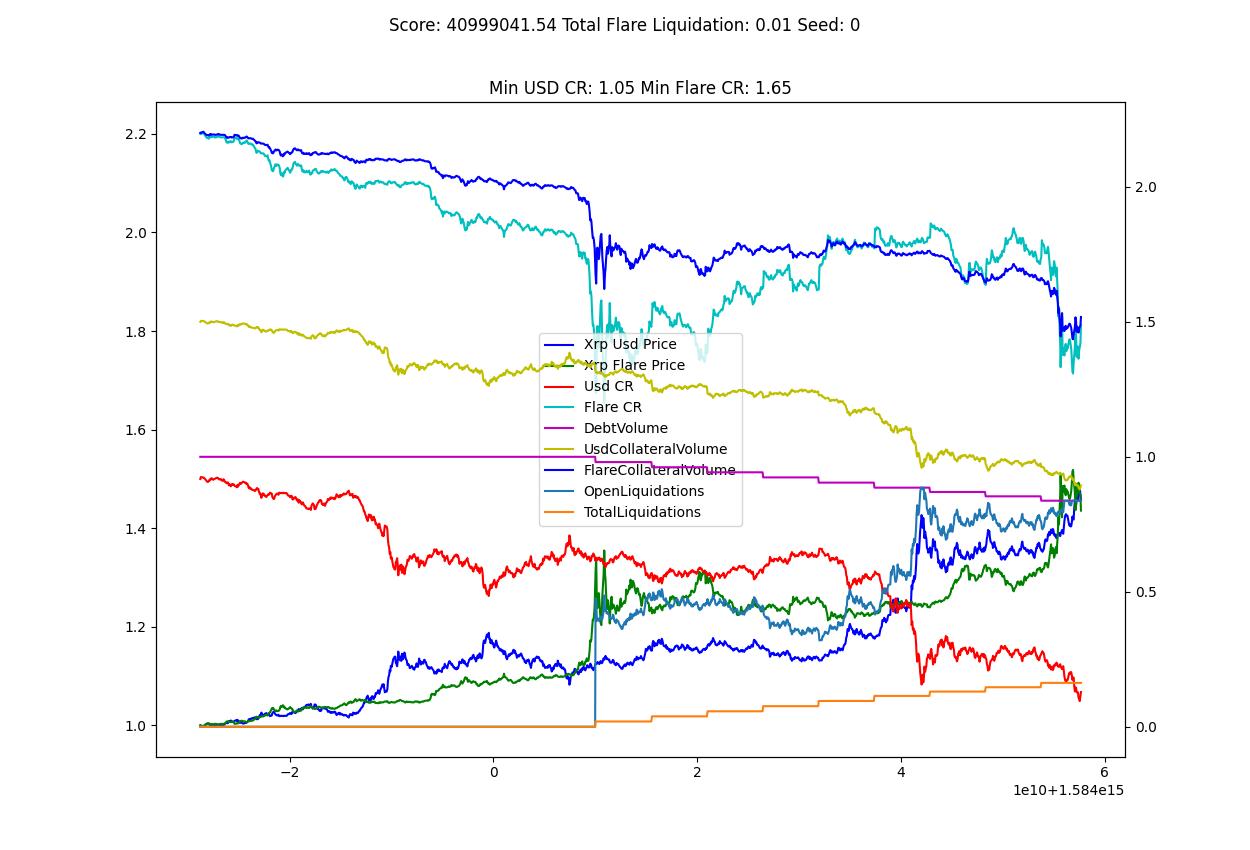 Score: 40999041.54 Total Flare Liquidation: 0.01 Seed: 0
Min USD CR: 1.05 Min Flare CR: 1.65
2.2
2.0
1.8
1.6
1.4
1.2
1.0
Xrp Usd Price
Xrp Flare Price
Usd CR
Flare CR
DebtVolume
UsdCollateralVolume
FlareCollateralVolume
OpenLiquidations
TotalLiquidations
2.0
1.5
1.0
0.5
0.0
−2 0 2 4 6
1e10+1.584e15